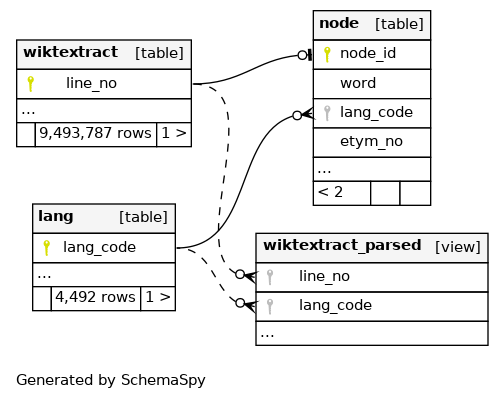 wiktextract [table]
line_no
...
9,493,787 rows 1 >
node [table]
node_id
word
lang_code
etym_no
...
< 2
lang [table]
lang_code
...
4,492 rows 1 >
wiktextract_parsed [view]
line_no
lang_code
...
Generated by SchemaSpy